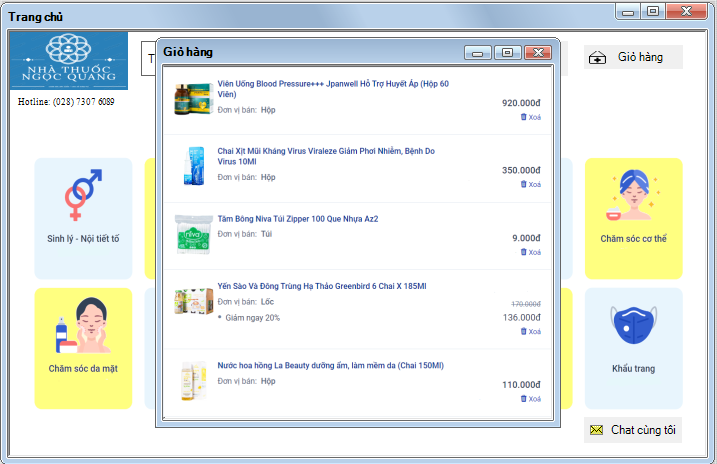 Trang chủ
NHÀ THUỐC
NGỌC QUANG
Hotline: (028) 7307 6089
T
Giỏ hàng
Sinh lý - Nội tiết tố
Chăm sóc da mặt
Giỏ hàng
Viên Uống Blood Pressure+++ Jpanwell Hỗ Trợ Huyết Áp (Hộp 60
Viên)
Đơn vị bán: Hộp
920.000đ
Xoá
Chai Xịt Mũi Kháng Virus Viraleze Giảm Phơi Nhiễm, Bệnh Do
Virus 10Ml
Đơn vị bán: Hộp
350.000đ
Xoá
niva
Tăm Bông Niva Túi Zipper 100 Que Nhựa Az2
Đơn vị bán: Túi
9.000đ
Xoá
Yến Sào Và Đông Trùng Hạ Thảo Greenbird 6 Chai X 185Ml
Đơn vị bán: Lốc
170.000đ
* Giảm ngay 20%
136.000đ
Xoá
Nước hoa hồng La Beauty dưỡng ẩm, làm mềm da (Chai 150Ml)
Đơn vị bán: Hộp
110.000đ
Xoá
Chăm sóc cơ thể
Khẩu trang
Chat cùng tôi